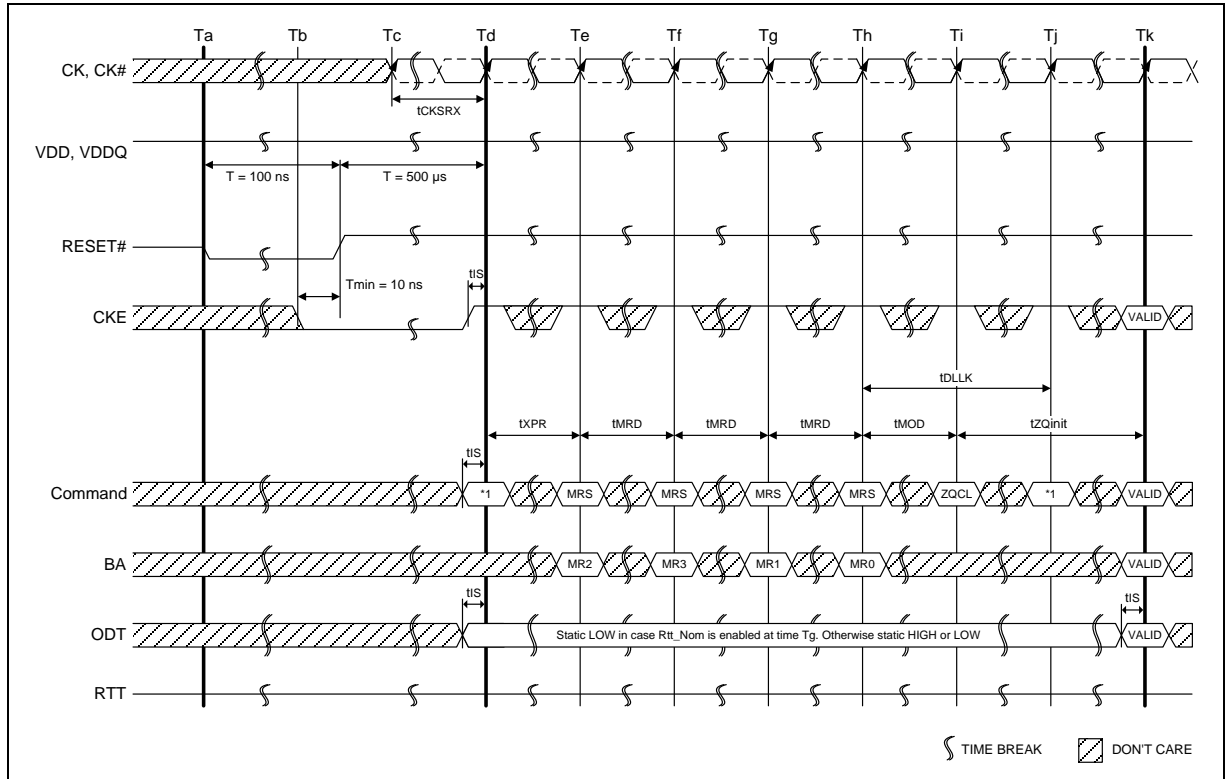 Ta Tb Tc Td Te Tf Tg Th Ti Tj Tk
CK, CK#
tCKSRX
VDD, VDDQ
T = 100 ns T = 500 µs
RESET#
Tmin = 10 ns tIS
CKE VALID
tDLLK
tXPR tMRD tMRD tMRD tMOD tZQinit
tIS
Command *1 MRS MRS MRS MRS ZQCL *1 VALID
BA MR2 MR3 MR1 MR0 VALID
tIS tIS
ODT Static LOW in case Rtt_Nom is enabled at time Tg. Otherwise static HIGH or LOW VALID
RTT
TIME BREAK DON'T CARE